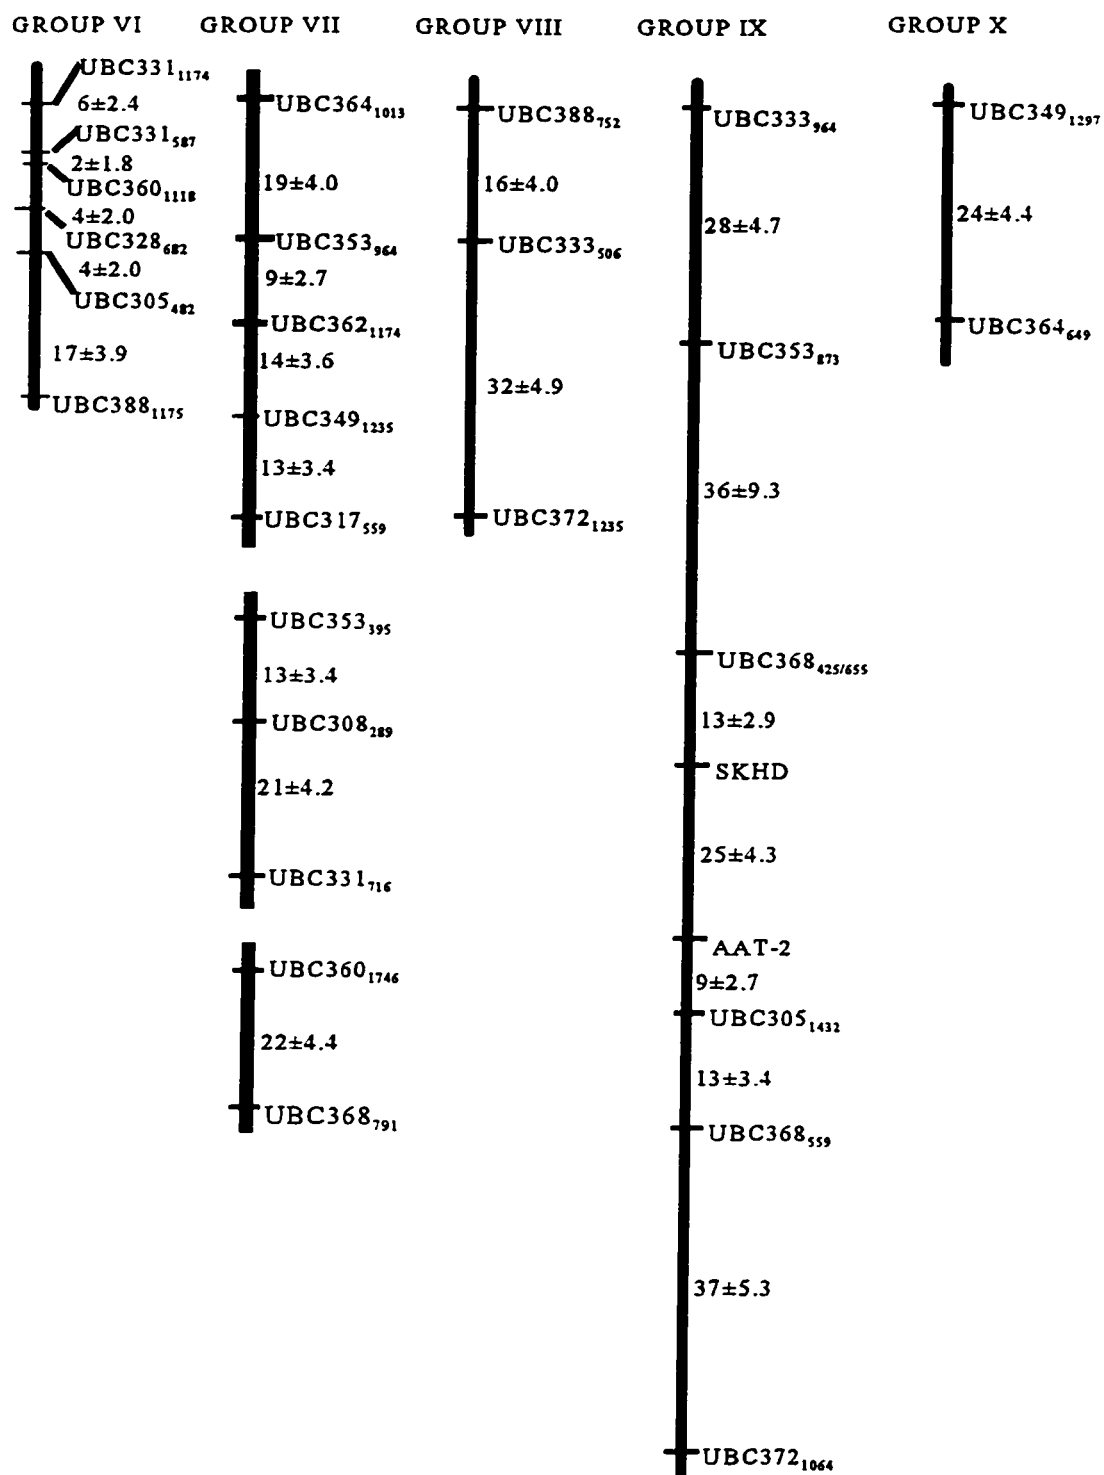 GROUP VI
UBC331₁₁₇₄
6±2.4
UBC331₅₈₇
2±1.8
UBC360₁₁₁₈
4±2.0
UBC328₆₈₂
4±2.0
UBC305₄₈₂
17±3.9
UBC388₁₁₇₅
GROUP VII
UBC364₁₀₁₃
19±4.0
UBC353₉₆₄
9±2.7
UBC362₁₁₇₄
14±3.6
UBC349₁₂₃₅
13±3.4
UBC317₅₅₉
UBC353₃₉₅
13±3.4
UBC308₂₈₉
21±4.2
UBC331₇₁₆
UBC360₁₇₄₆
22±4.4
UBC368₇₉₁
GROUP VIII
UBC388₇₅₂
16±4.0
UBC333₅₀₆
32±4.9
UBC372₁₂₃₅
GROUP IX
UBC333₉₆₄
28±4.7
UBC353₈₇₃
36±9.3
UBC368₄₂₅/₆₅₅
13±2.9
SKHD
25±4.3
AAT-2
9±2.7
UBC305₁₄₃₂
13±3.4
UBC368₅₅₉
37±5.3
UBC372₁₀₆₄
GROUP X
UBC349₁₂₉₇
24±4.4
UBC364₆₄₉